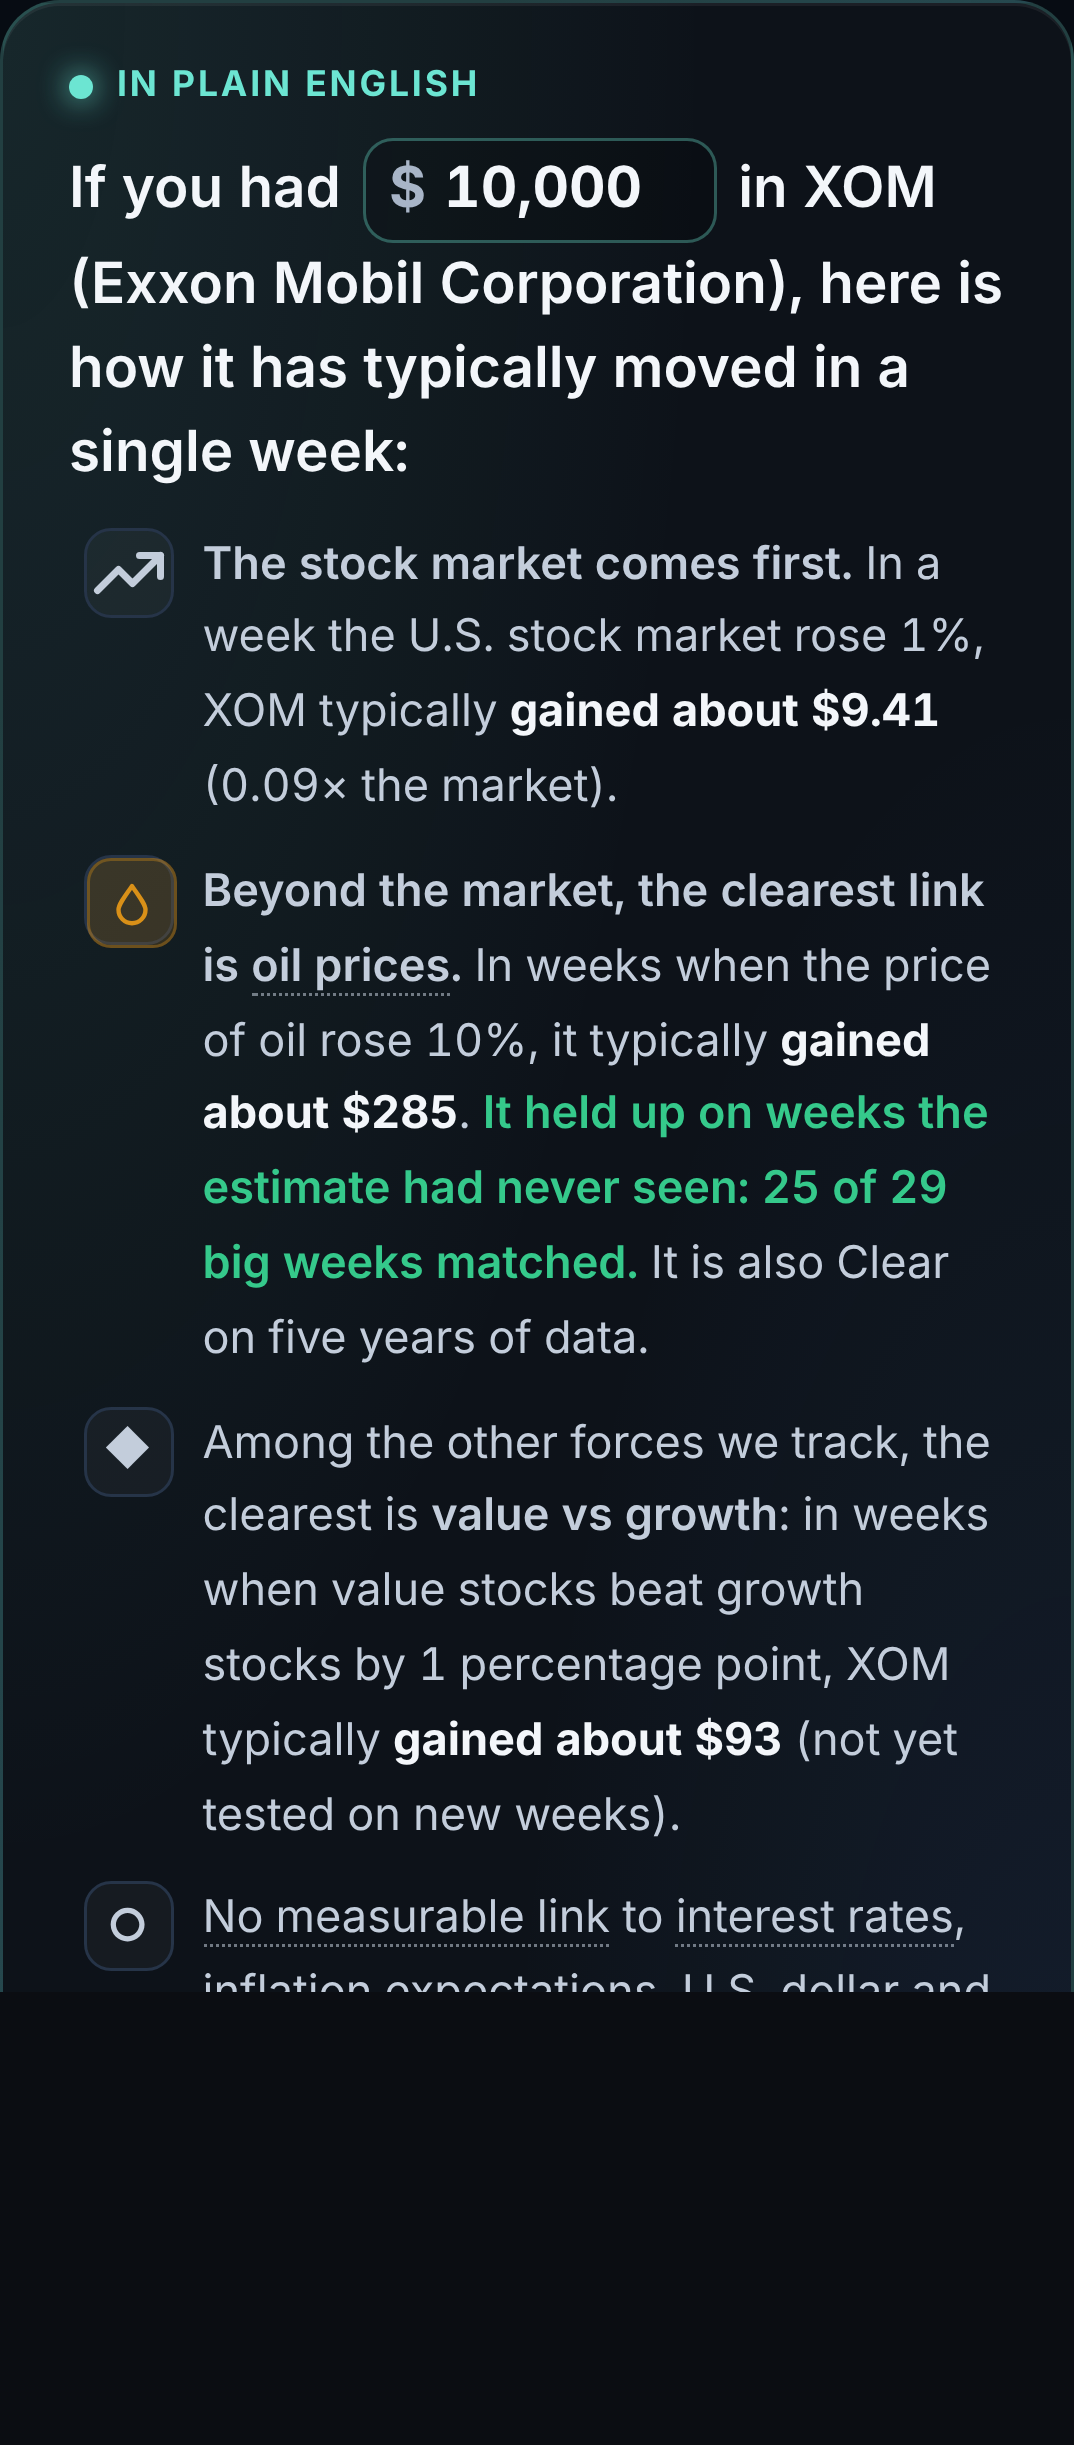 IN PLAIN ENGLISH
If you had $ 10,000 in XOM
(Exxon Mobil Corporation), here is
how it has typically moved in a
single week:
The stock market comes first. In a
week the U.S. stock market rose 1%,
XOM typically gained about $9.41
(0.09× the market).
Beyond the market, the clearest link
is oil prices. In weeks when the price
of oil rose 10%, it typically gained
about $285. It held up on weeks the
estimate had never seen: 25 of 29
big weeks matched. It is also Clear
on five years of data.
Among the other forces we track, the
clearest is value vs growth: in weeks
when value stocks beat growth
stocks by 1 percentage point, XOM
typically gained about $93 (not yet
tested on new weeks).
No measurable link to interest rates,
inflation expectations, U.S. dollar and